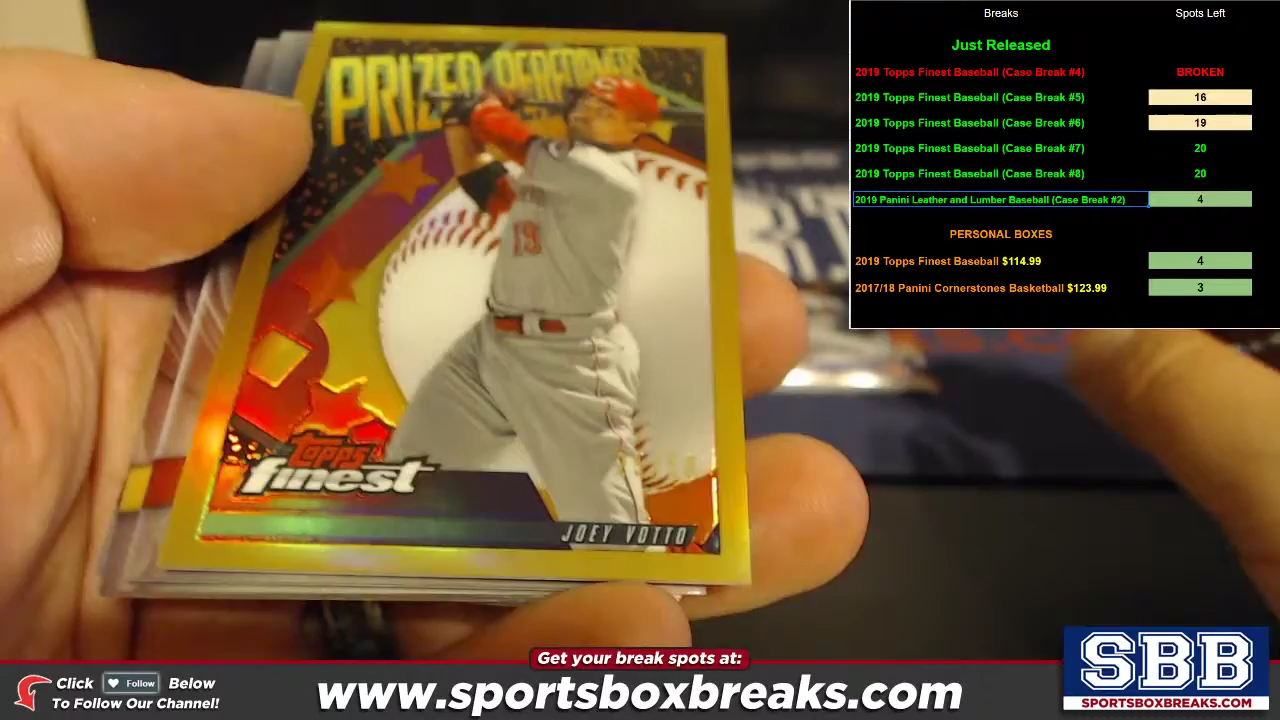 PRIZED PERFORMERS
19
topps
finest
JOEY VOTTO
Breaks Spots Left
Just Released
2019 Topps Finest Baseball (Case Break #4) BROKEN
2019 Topps Finest Baseball (Case Break #5) 16
2019 Topps Finest Baseball (Case Break #6) 19
2019 Topps Finest Baseball (Case Break #7) 20
2019 Topps Finest Baseball (Case Break #8) 20
2019 Panini Leather and Lumber Baseball (Case Break #2) 4
PERSONAL BOXES
2019 Topps Finest Baseball $114.99 4
2017/18 Panini Cornerstones Basketball $123.99 3
Get your break spots at:
Click Follow Below
To Follow Our Channel!
www.sportsboxbreaks.com
SBB
SPORTSBOXBREAKS.COM